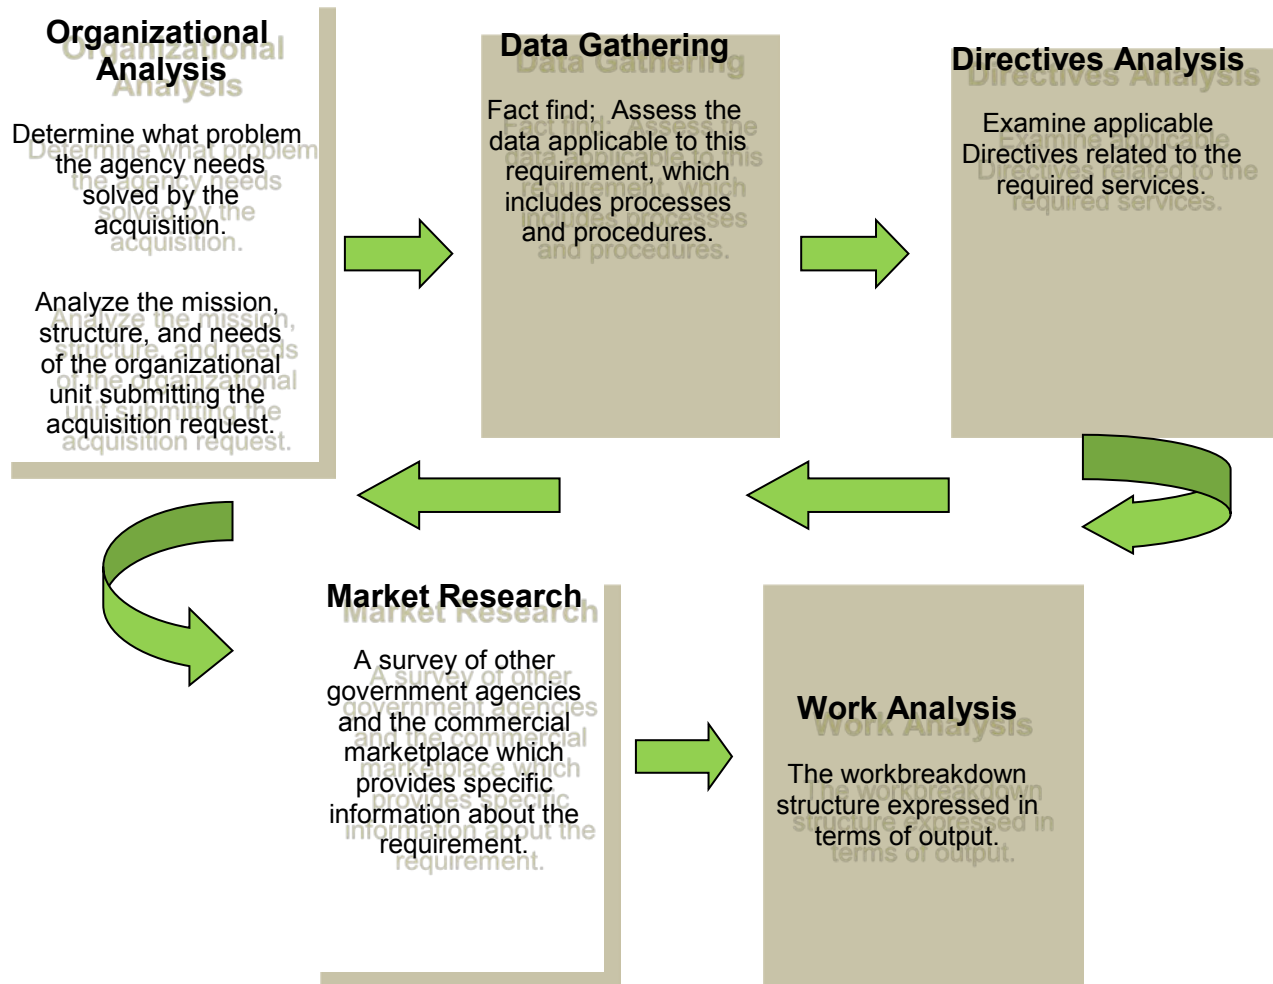 Organizational
Analysis
Determine what problem
the agency needs
solved by the
acquisition.
Analyze the mission,
structure, and needs
of the organizational
unit submitting the
acquisition request.
Data Gathering
Fact find;  Assess the
data applicable to this
requirement, which
includes processes
and procedures.
Directives Analysis
Examine applicable
Directives related to the
required services.
Market Research
A survey of other
government agencies
and the commercial
marketplace which
provides specific
information about the
requirement.
Work Analysis
The workbreakdown
structure expressed in
terms of output.